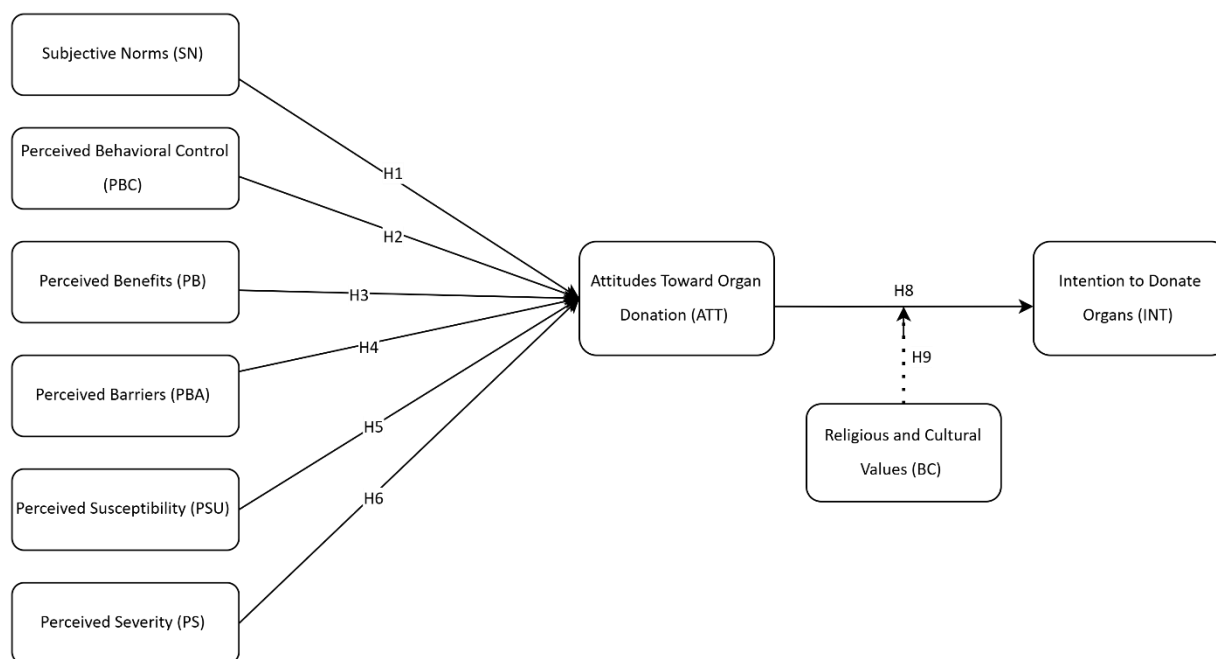 Subjective Norms (SN)
Perceived Behavioral Control
(PBC)
Perceived Benefits (PB)
Perceived Barriers (PBA)
Perceived Susceptibility (PSU)
Perceived Severity (PS)
H1
H2
H3
H4
H5
H6
Attitudes Toward Organ
Donation (ATT)
H8
H9
Religious and Cultural
Values (BC)
Intention to Donate
Organs (INT)